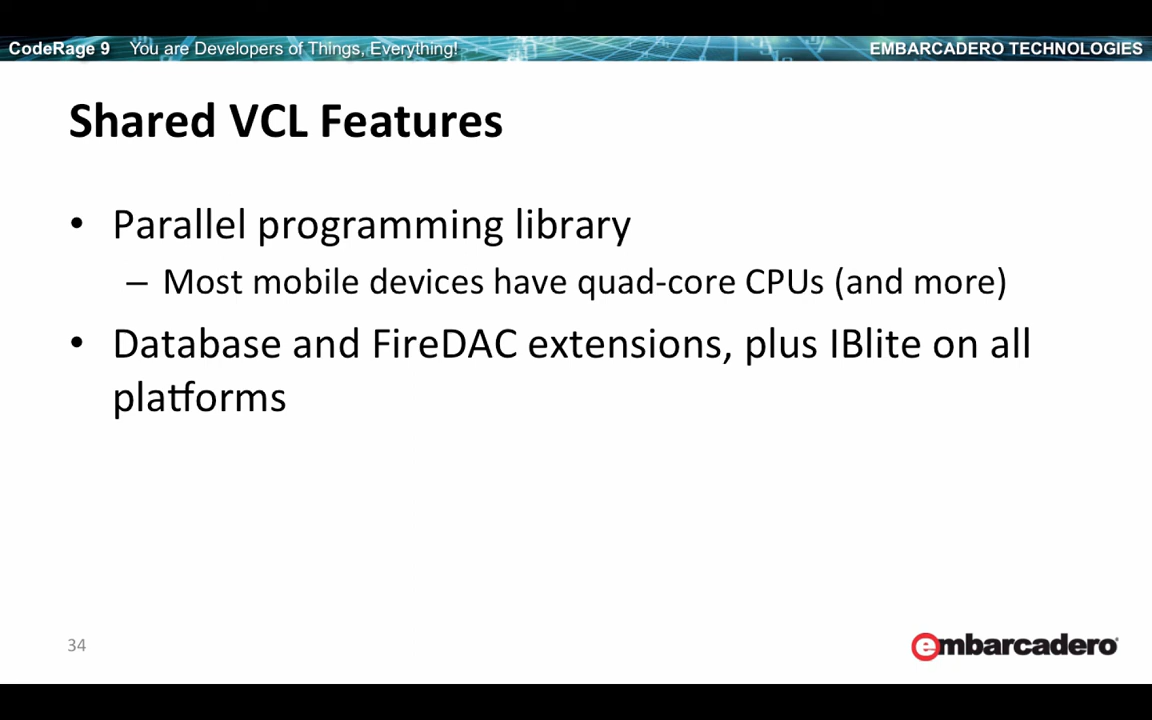 CodeRage 9 You are Developers of Things, Everything! EMBARCADERO TECHNOLOGIES
Shared VCL Features
• Parallel programming library
– Most mobile devices have quad-core CPUs (and more)
• Database and FireDAC extensions, plus IBlite on all
platforms
34
embarcadero